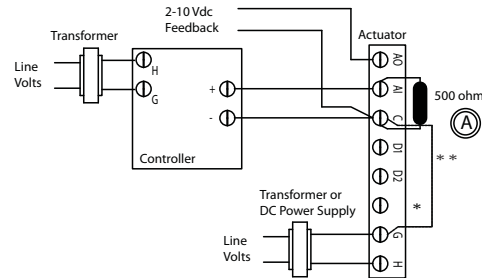 2-10 Vdc
Feedback
Transformer
Actuator
Line
Volts
H
G
+
-
Controller
AO
AI
C
D1
D2
*
G
H
500 ohm
A
* *
Transformer or
DC Power Supply
Line
Volts